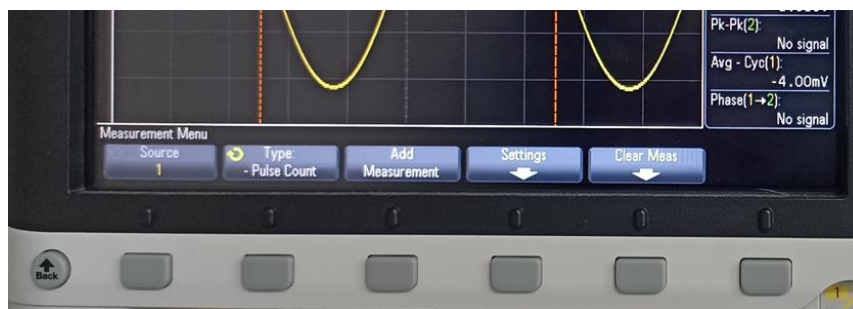 Pk-Pk(2):
No signal
Avg - Cyc(1):
-4.00mV
Phase(1→2):
No signal
Measurement Menu
Source
1
Type:
- Pulse Count
Add
Measurement
Settings
Clear Meas
Back
1